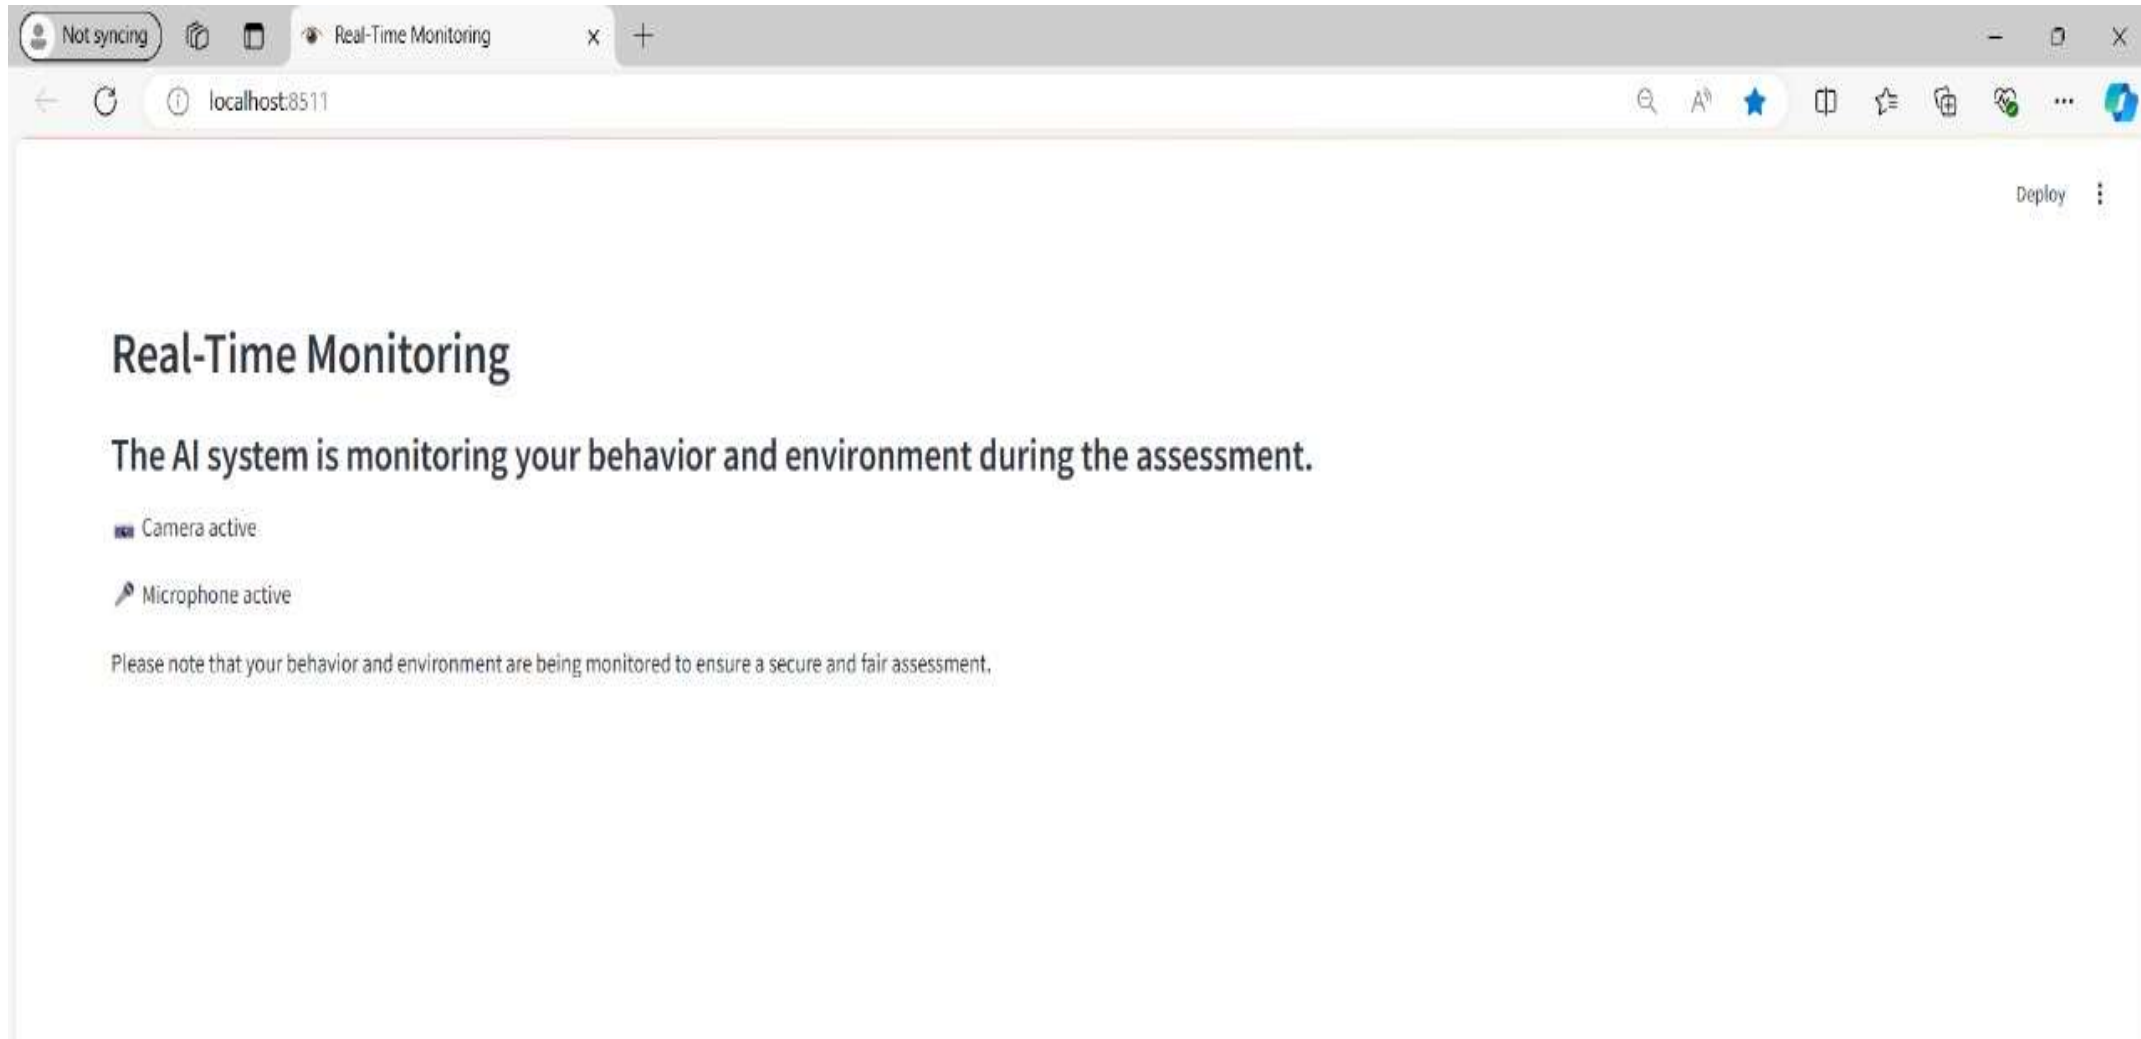 Not syncing
Real-Time Monitoring
localhost:8511
Deploy
Real-Time Monitoring
The AI system is monitoring your behavior and environment during the assessment.
Camera active
Microphone active
Please note that your behavior and environment are being monitored to ensure a secure and fair assessment.